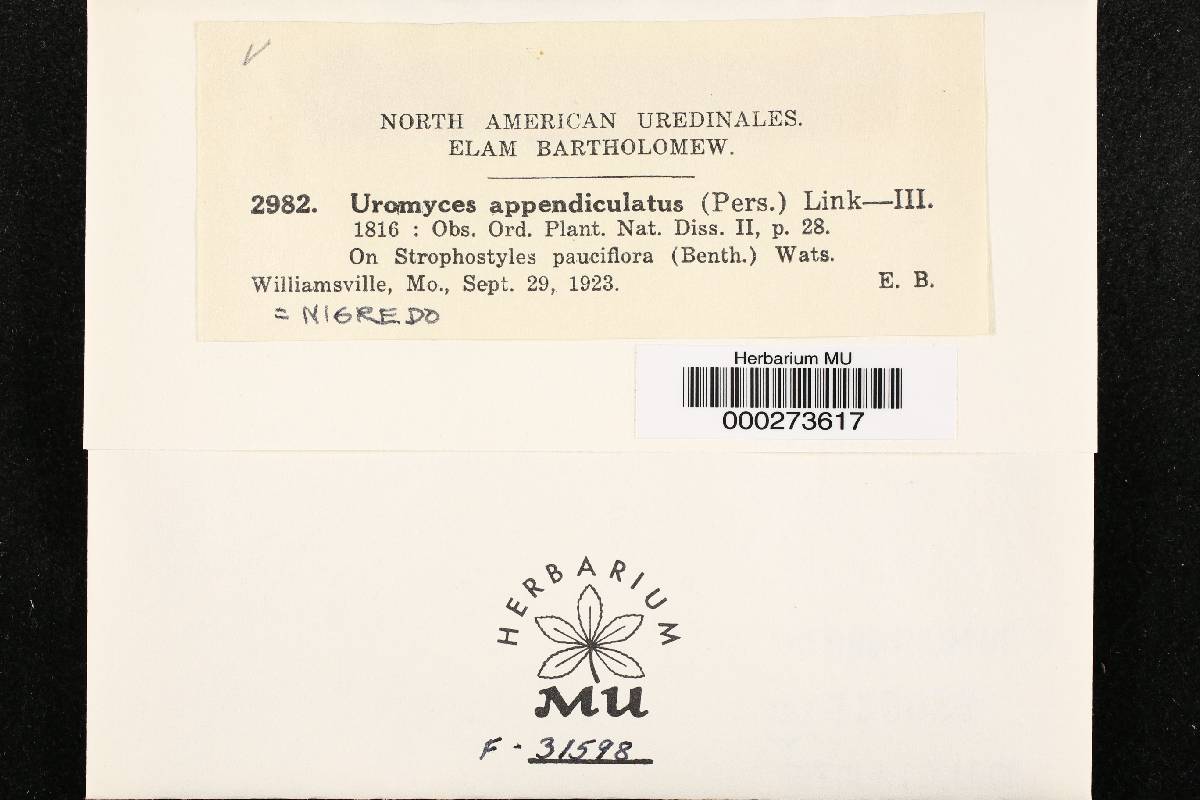 NORTH AMERICAN UREDINALES.
ELAM BARTHOLOMEW.
2982. Uromyces appendiculatus (Pers.) Link—III.
1816 : Obs. Ord. Plant. Nat. Diss. II, p. 28.
On Strophostyles pauciflora (Benth.) Wats.
Williamsville, Mo., Sept. 29, 1923. E. B.
= NIGREDO
Herbarium MU
000273617
HERBARIUM
MU
F - 31598